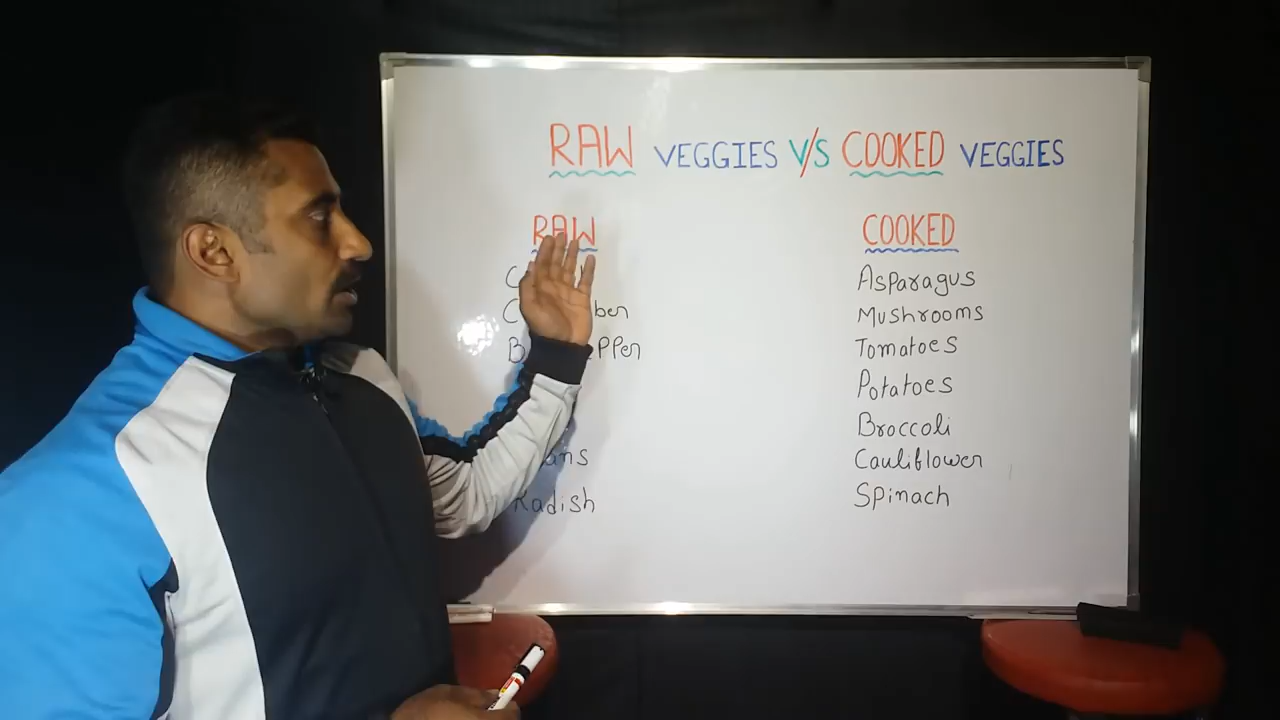 RAW VEGGIES V/S COOKED VEGGIES
RAW
COOKED
Asparagus
Mushrooms
Tomatoes
Potatoes
Broccoli
Cauliflower
Spinach
Radish